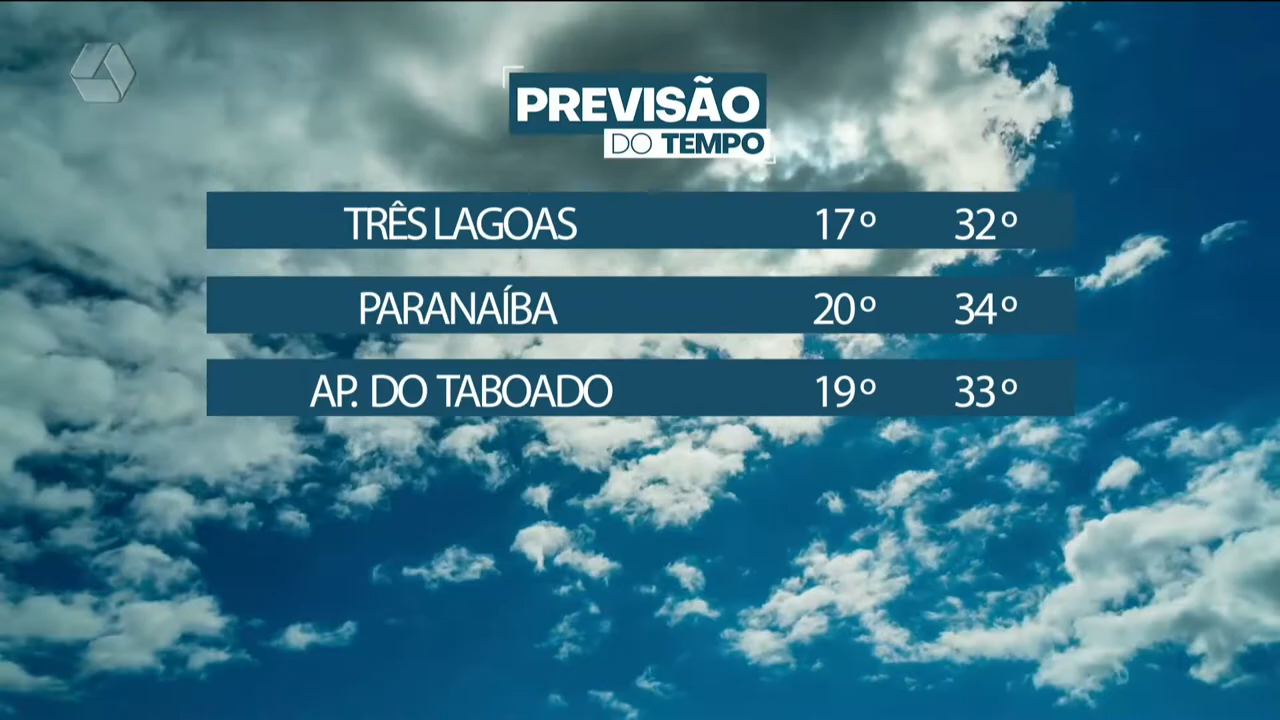 PREVISÃO
DO TEMPO
TRÊS LAGOAS 17º 32º
PARANAÍBA 20º 34º
AP. DO TABOADO 19º 33º